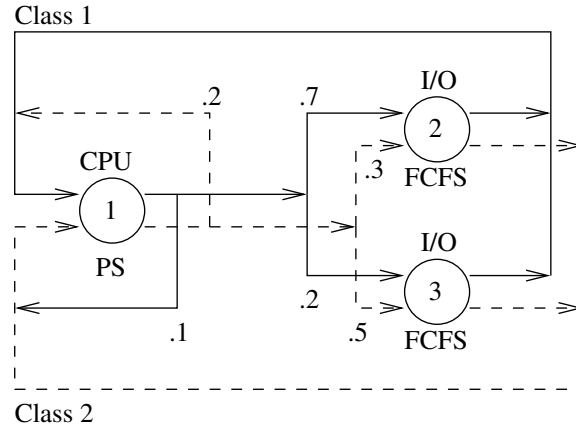 Class 1
.2
.7
I/O
2
CPU
.3
FCFS
1
I/O
PS
3
.2
.1
.5
FCFS
Class 2